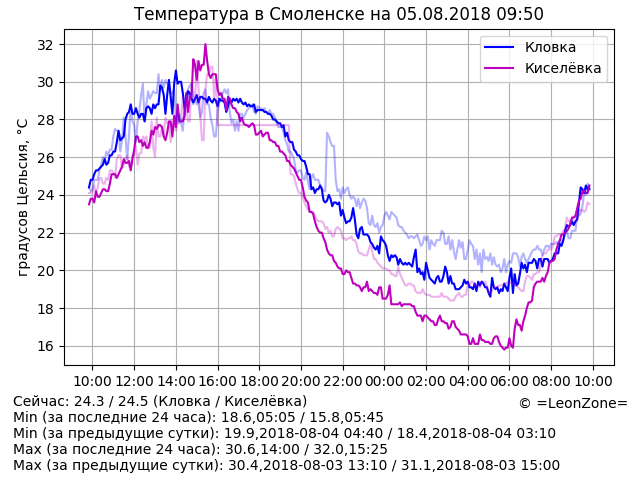 Температура в Смоленске на 05.08.2018 09:50
Кловка
Киселёвка
градусов Цельсия, °C
32
30
28
26
24
22
20
18
16
10:00 12:00 14:00 16:00 18:00 20:00 22:00 00:00 02:00 04:00 06:00 08:00 10:00
Сейчас: 24.3 / 24.5 (Кловка / Киселёвка)
© =LeonZone=
Min (за последние 24 часа): 18.6,05:05 / 15.8,05:45
Min (за предыдущие сутки): 19.9,2018-08-04 04:40 / 18.4,2018-08-04 03:10
Max (за последние 24 часа): 30.6,14:00 / 32.0,15:25
Max (за предыдущие сутки): 30.4,2018-08-03 13:10 / 31.1,2018-08-03 15:00